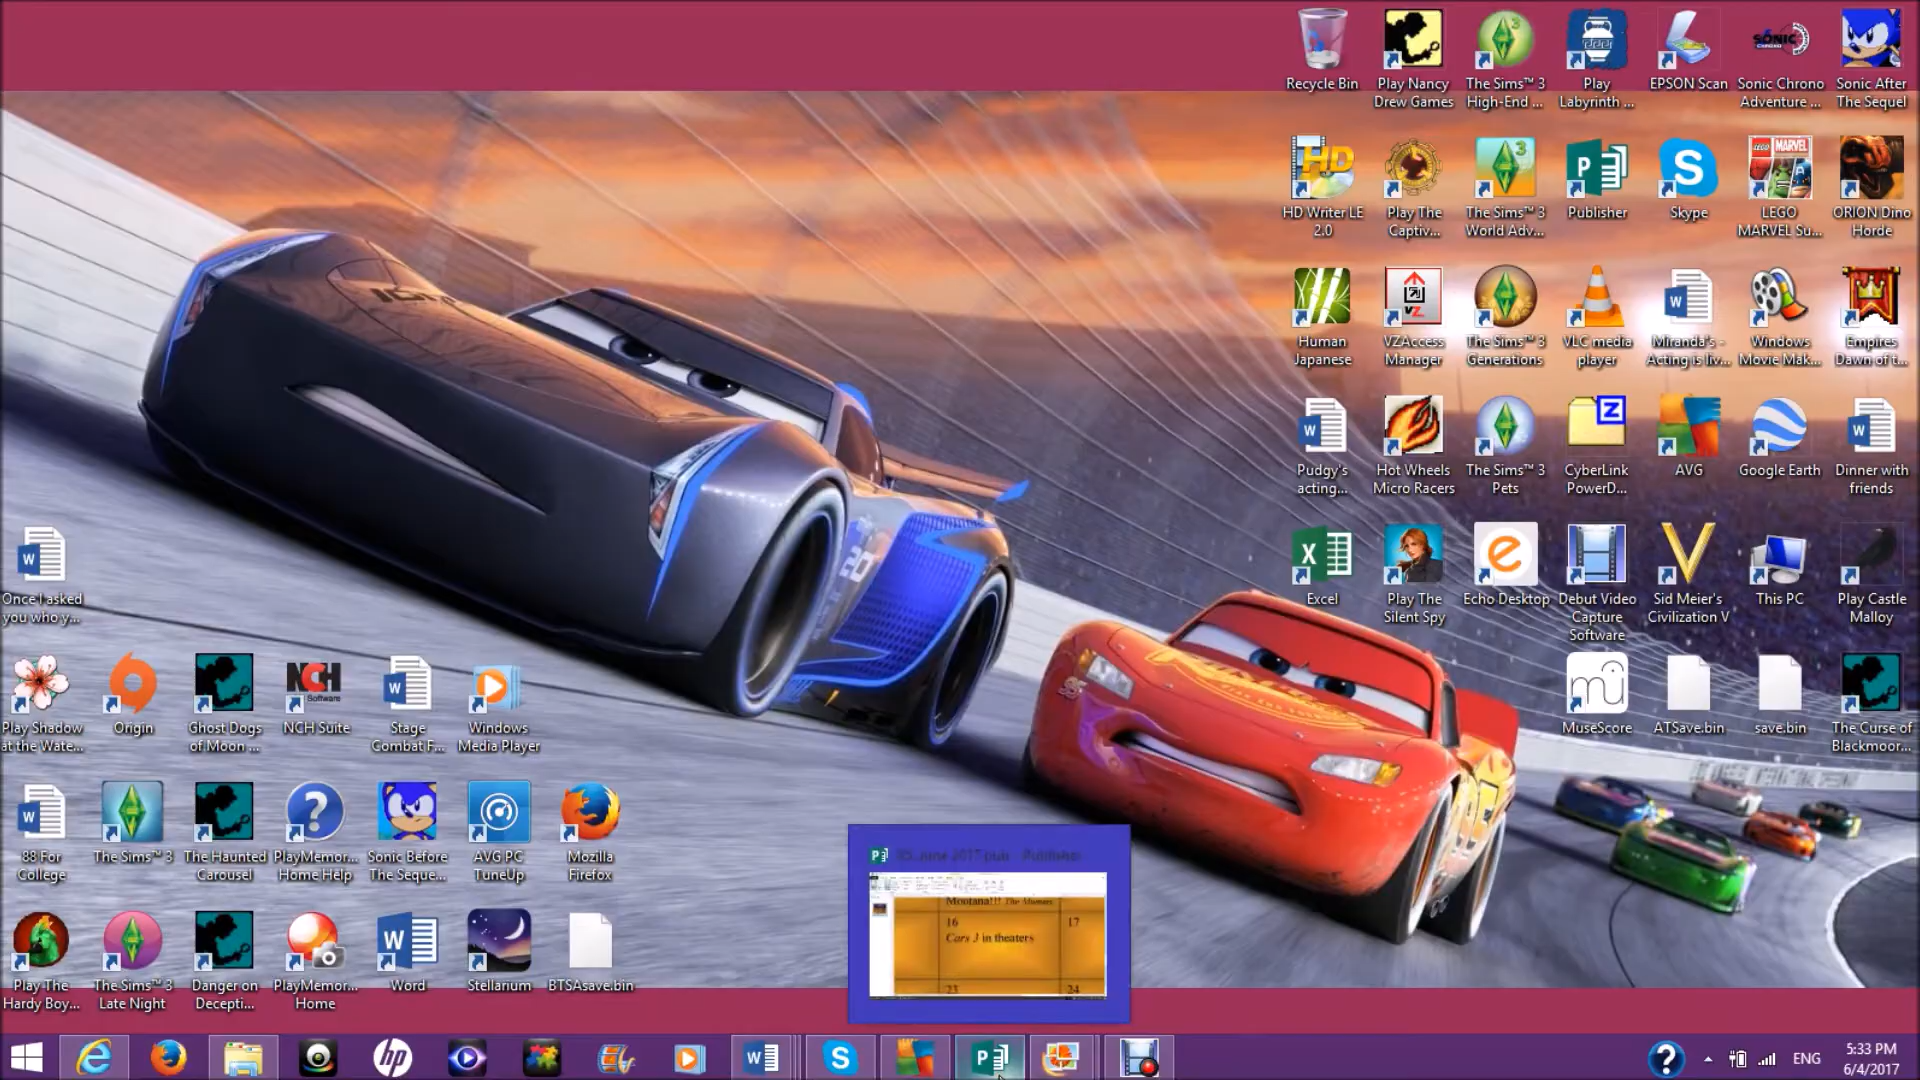 Recycle Bin
Play Nancy
Drew Games
The Sims™ 3
High-End ...
Play
Labyrinth ...
EPSON Scan
Sonic Chrono
Adventure ...
Sonic After
The Sequel
HD Writer LE
2.0
Play The
Captiv...
The Sims™ 3
World Adv...
Publisher
Skype
LEGO
MARVEL Su...
ORION Dino
Horde
Human
Japanese
VZAccess
Manager
The Sims™ 3
Generations
VLC media
player
Miranda's -
Acting is liv...
Windows
Movie Mak...
Empires
Dawn of t...
Pudgy's
acting...
Hot Wheels
Micro Racers
The Sims™ 3
Pets
CyberLink
PowerD...
AVG
Google Earth
Dinner with
friends
Excel
Play The
Silent Spy
Echo Desktop
Debut Video
Capture
Software
Sid Meier's
Civilization V
This PC
Play Castle
Malloy
Once I asked
you who y...
MuseScore
ATSave.bin
save.bin
The Curse of
Blackmoor...
Play Shadow
at the Wate...
Origin
Ghost Dogs
of Moon ...
NCH Suite
Stage
Combat F...
Windows
Media Player
88 For
College
The Sims™ 3
The Haunted
Carousel
PlayMemor...
Home Help
Sonic Before
The Seque...
AVG PC
TuneUp
Mozilla
Firefox
Play The
Hardy Boy...
The Sims™ 3
Late Night
Danger on
Decepti...
PlayMemor...
Home
Word
Stellarium
BTSAsave.bin
June 2017.pub - Publisher
Montana!!! The Mummy
16
17
Cars 3 in theaters
23
24
ENG
5:33 PM
6/4/2017